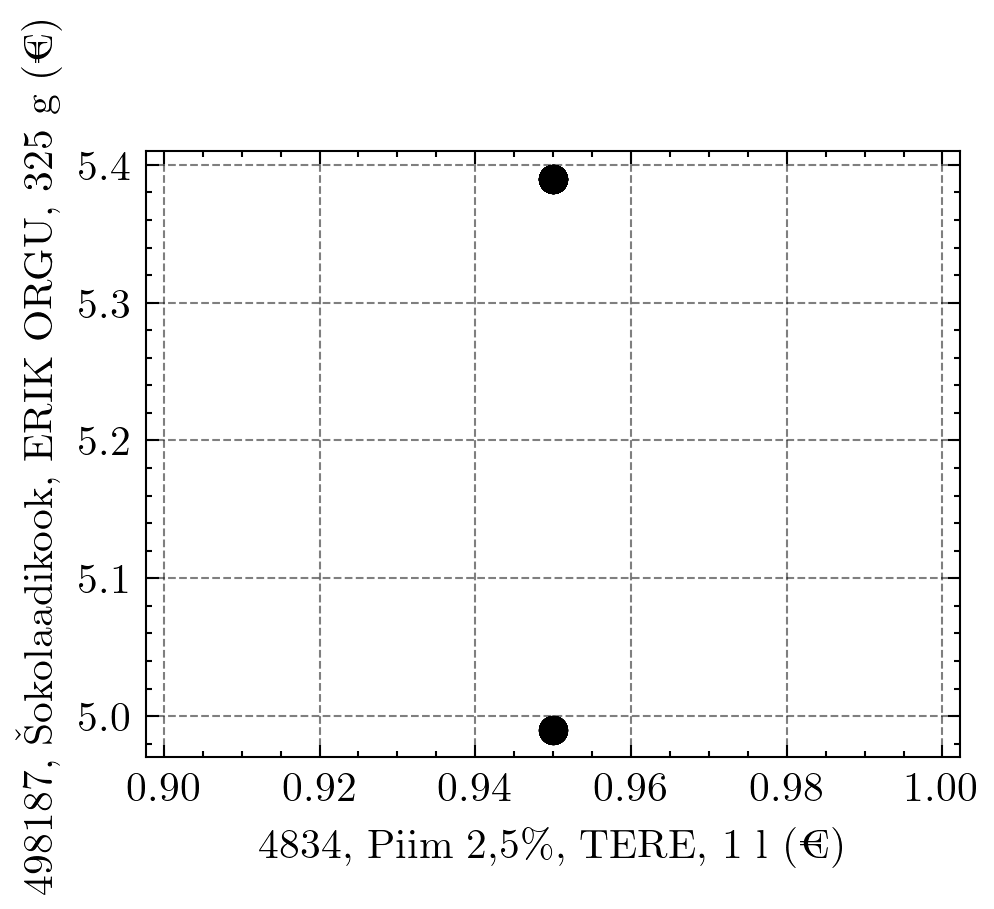 498187, Šokolaadikook, ERIK ORGU, 325 g (€)
5.4
5.3
5.2
5.1
5.0
0.90 0.92 0.94 0.96 0.98 1.00
4834, Piim 2,5%, TERE, 1 l (€)